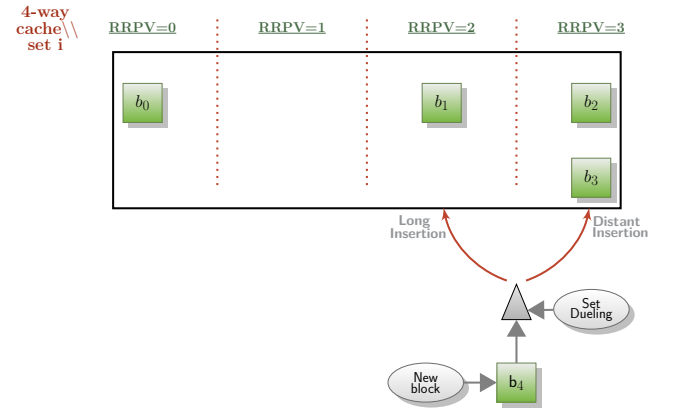 4-way
cache\\
set i
RRPV=0 RRPV=1 RRPV=2 RRPV=3
b0 b1 b2
b3
Long
Insertion
Distant
Insertion
Set
Dueling
New
block
b4